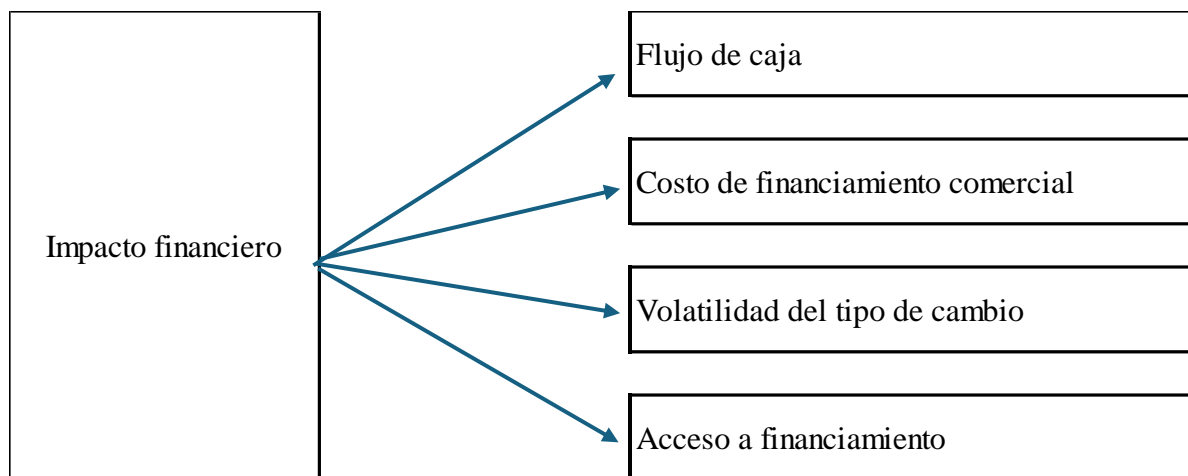 Impacto financiero
Flujo de caja
Costo de financiamiento comercial
Volatilidad del tipo de cambio
Acceso a financiamiento